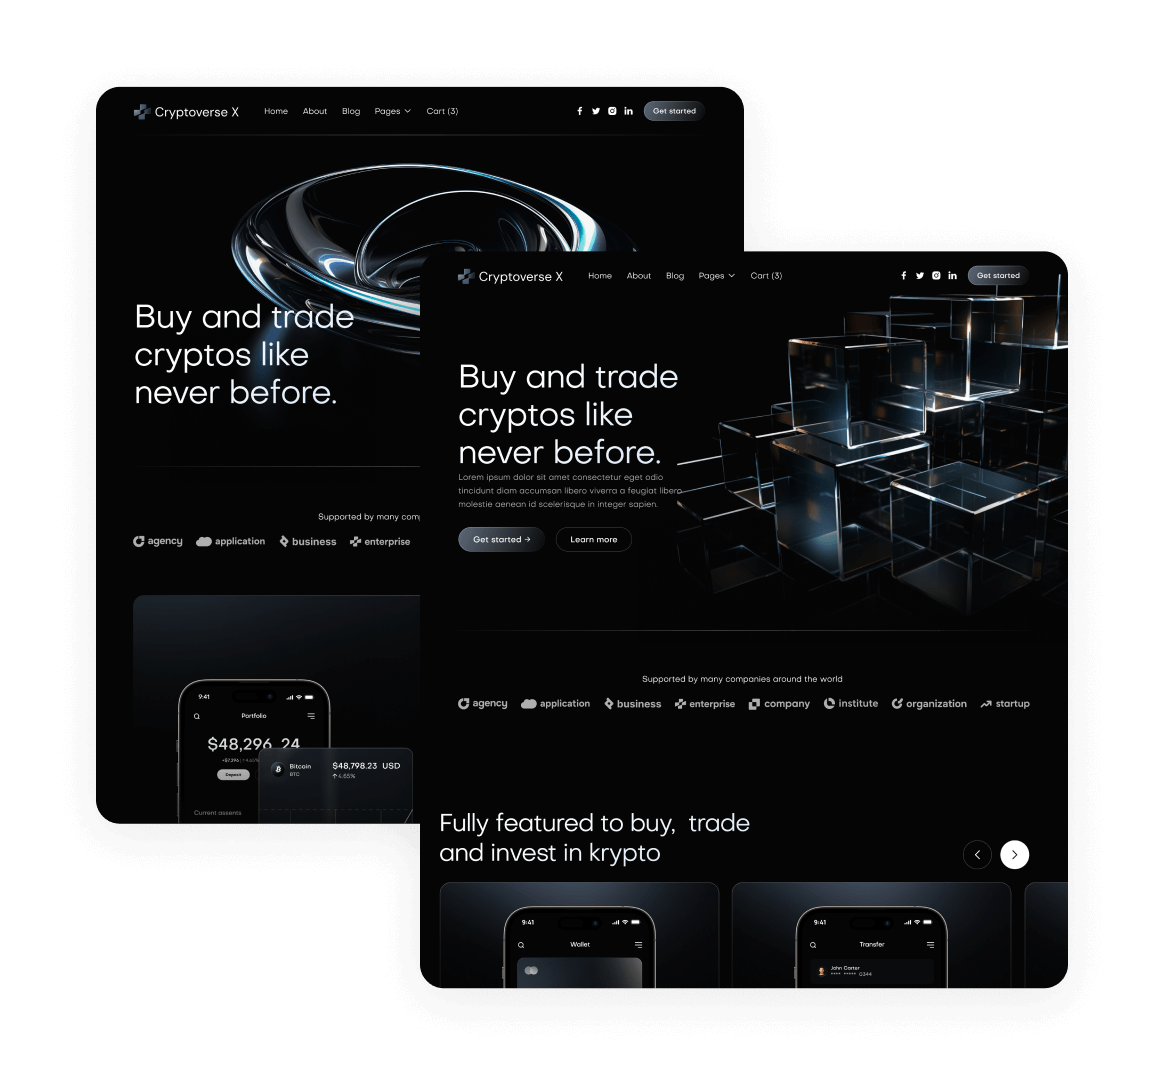 Cryptoverse X Home About Blog Pages Cart (3) Get started
Buy and trade
cryptos like
never before.
Supported by many com
agency application business enterprise
9:41
Portfolio
$48,296 24
+$7,296
Deposit
Current assents
Bitcoin $48,798.23 USD
BTC 4.65%
Cryptoverse X Home About Blog Pages Cart (3) Get started
Buy and trade
cryptos like
never before.
Lorem ipsum dolor sit amet consectetur eget odio
tincidunt diam accumsan libero viverra a feugiat libero
molestie aenean id scelerisque in integer sapien.
Get started → Learn more
Supported by many companies around the world
agency application business enterprise company institute organization startup
Fully featured to buy, trade
and invest in krypto
9:41
Wallet
9:41
Transfer
John Carter
**** ***** 0344